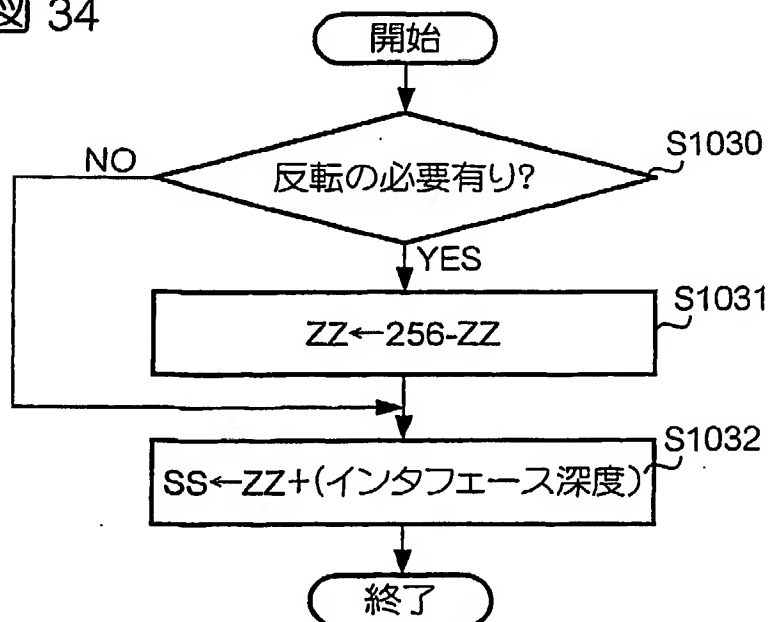 図 34
開始
反転の必要有り?
S1030
NO
YES
ZZ←256-ZZ
S1031
SS←ZZ+(インタフェース深度)
S1032
終了